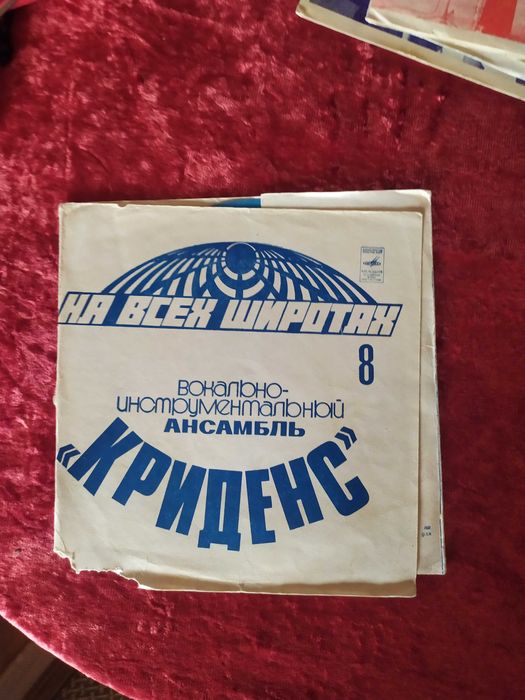 НА ВСЕХ ШИРОТАХ
8
ВОКАЛЬНО-
ИНСТРУМЕНТАЛЬНЫЙ
АНСАМБЛЬ
«КРИДЕНС»